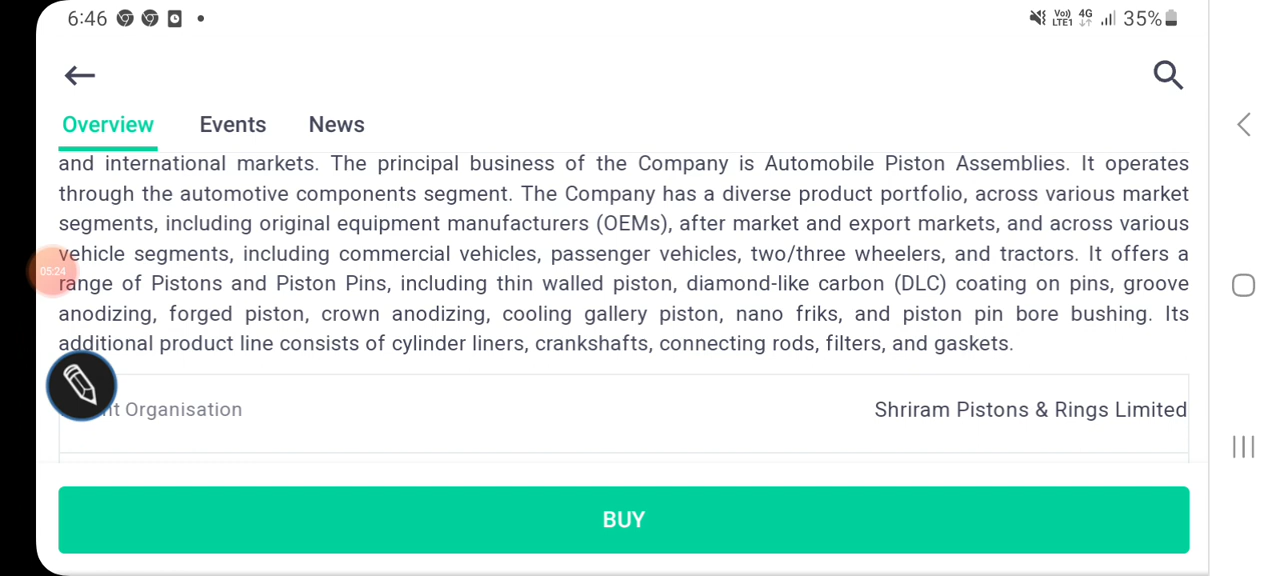 6:46
Vo)) 4G
LTE1
35%
Overview Events News
and international markets. The principal business of the Company is Automobile Piston Assemblies. It operates
through the automotive components segment. The Company has a diverse product portfolio, across various market
segments, including original equipment manufacturers (OEMs), after market and export markets, and across various
vehicle segments, including commercial vehicles, passenger vehicles, two/three wheelers, and tractors. It offers a
05:24
range of Pistons and Piston Pins, including thin walled piston, diamond-like carbon (DLC) coating on pins, groove
anodizing, forged piston, crown anodizing, cooling gallery piston, nano friks, and piston pin bore bushing. Its
additional product line consists of cylinder liners, crankshafts, connecting rods, filters, and gaskets.
Organisation Shriram Pistons & Rings Limited
BUY